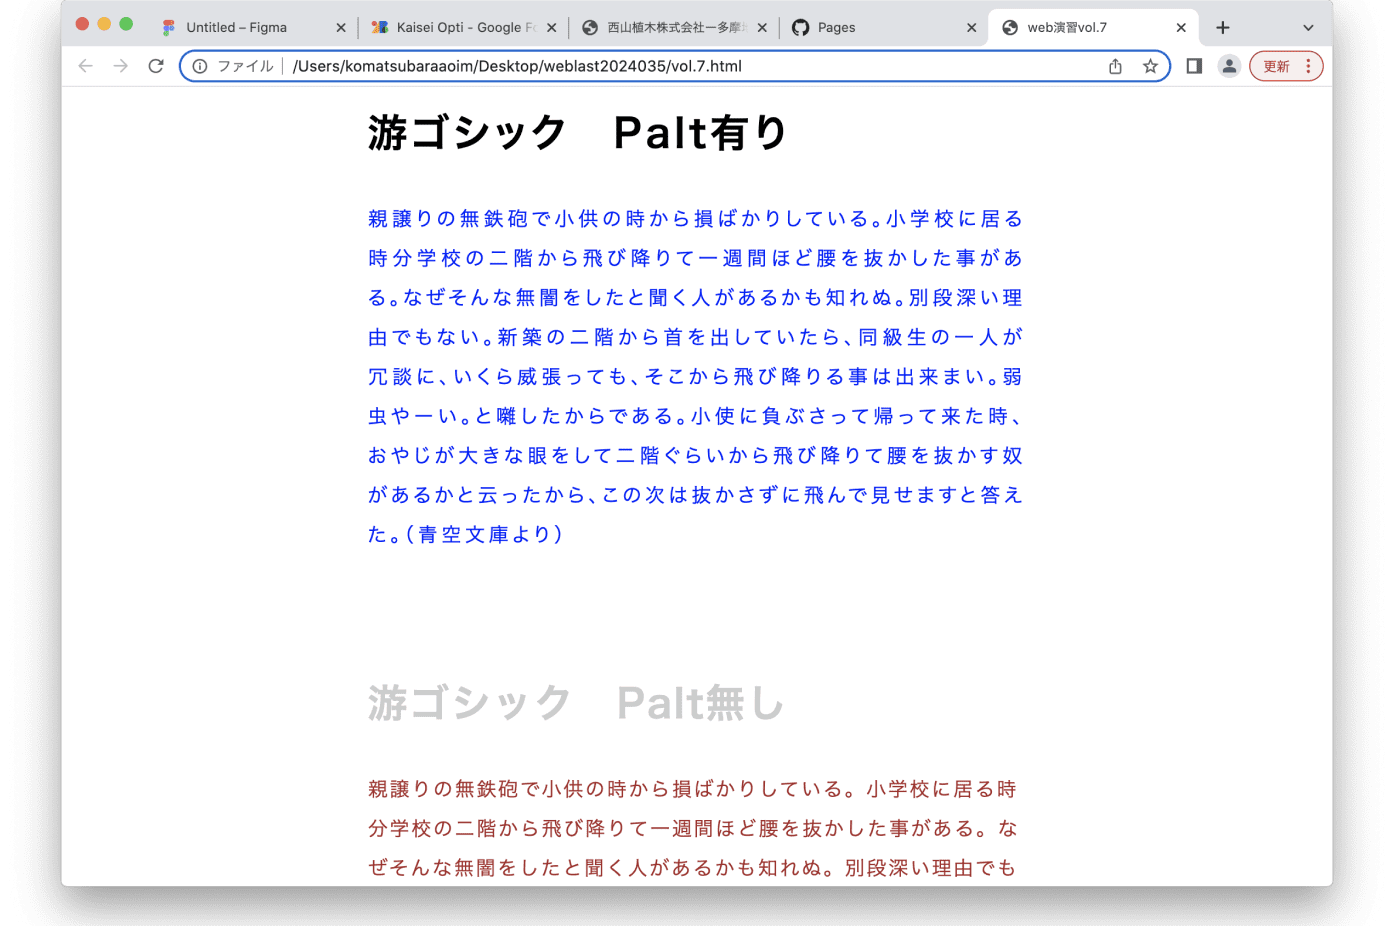 Untitled – Figma
Kaisei Opti - Google Fo
西山植木株式会社ー多摩
Pages
web演習vol.7
ファイル
/Users/komatsubaraaoim/Desktop/weblast2024035/vol.7.html
更新
游ゴシック　Palt有り
親譲りの無鉄砲で小供の時から損ばかりしている。小学校に居る
時分学校の二階から飛び降りて一週間ほど腰を抜かした事があ
る。なぜそんな無闇をしたと聞く人があるかも知れぬ。別段深い理
由でもない。新築の二階から首を出していたら、同級生の一人が
冗談に、いくら威張っても、そこから飛び降りる事は出来まい。弱
虫やーい。と囃したからである。小使に負ぶさって帰って来た時、
おやじが大きな眼をして二階ぐらいから飛び降りて腰を抜かす奴
があるかと云ったから、この次は抜かさずに飛んで見せますと答え
た。（青空文庫より）
游ゴシック　Palt無し
親譲りの無鉄砲で小供の時から損ばかりしている。小学校に居る時
分学校の二階から飛び降りて一週間ほど腰を抜かした事がある。な
ぜそんな無闇をしたと聞く人があるかも知れぬ。別段深い理由でも